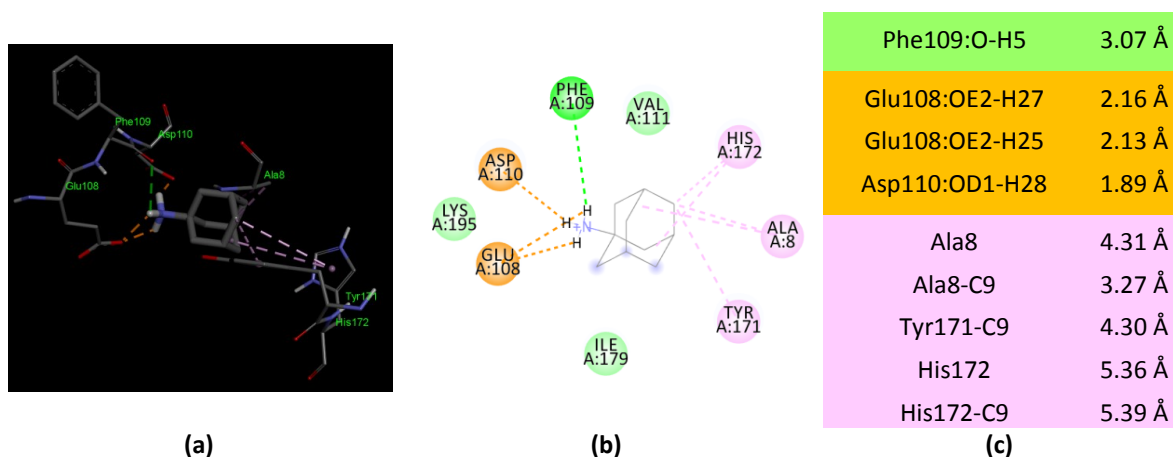 Phe109
Asp110
Glu108
Ala8
Tyr171
His172
(a)
PHE
A:109
VAL
A:111
HIS
A:172
ASP
A:110
LYS
A:195
H
H
N
+
H
GLU
A:108
ALA
A:8
TYR
A:171
ILE
A:179
(b)
Phe109:O-H5 3.07 Å
Glu108:OE2-H27 2.16 Å
Glu108:OE2-H25 2.13 Å
Asp110:OD1-H28 1.89 Å
Ala8 4.31 Å
Ala8-C9 3.27 Å
Tyr171-C9 4.30 Å
His172 5.36 Å
His172-C9 5.39 Å
(c)